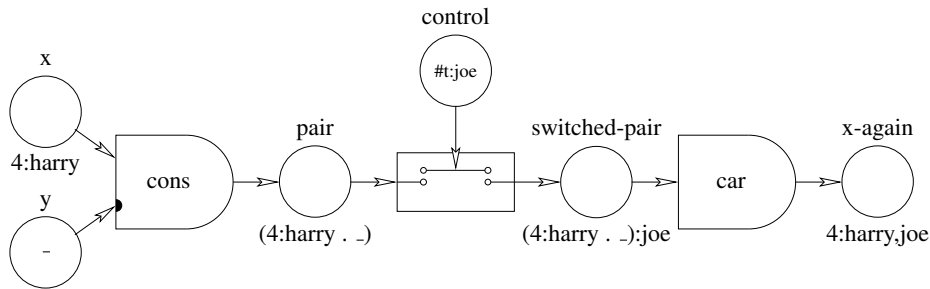 control
x
#t:joe
pair
switched-pair
x-again
4:harry
cons
car
y
(4:harry . _)
(4:harry . _):joe
4:harry,joe
-